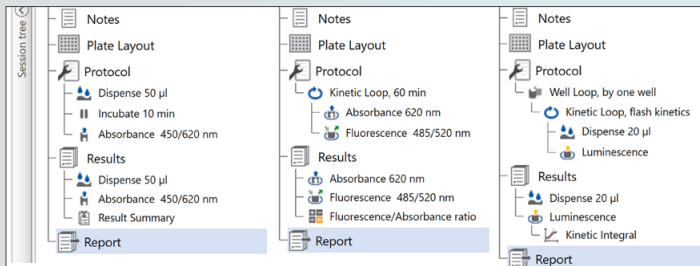 Session tree
Notes
Plate Layout
Protocol
Dispense 50 µl
Incubate 10 min
Absorbance 450/620 nm
Results
Dispense 50 µl
Absorbance 450/620 nm
Result Summary
Report
Notes
Plate Layout
Protocol
Kinetic Loop, 60 min
Absorbance 620 nm
Fluorescence 485/520 nm
Results
Absorbance 620 nm
Fluorescence 485/520 nm
Fluorescence/Absorbance ratio
Report
Notes
Plate Layout
Protocol
Well Loop, by one well
Kinetic Loop, flash kinetics
Dispense 20 µl
Luminescence
Results
Dispense 20 µl
Luminescence
Kinetic Integral
Report